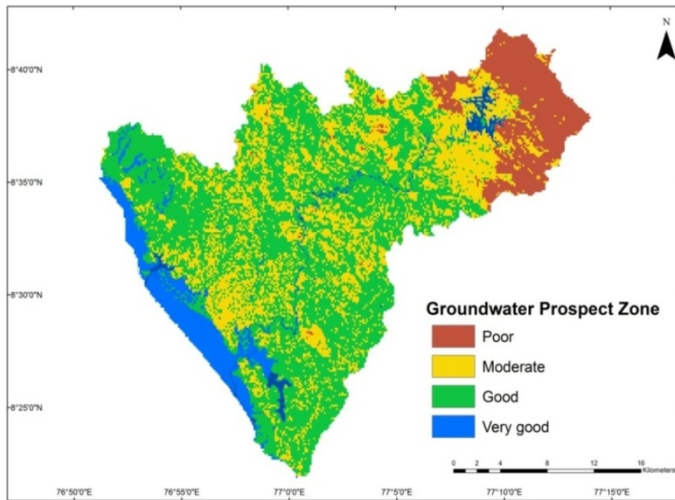 N
8°40'0"N
8°35'0"N
8°30'0"N
8°25'0"N
Groundwater Prospect Zone
Poor
Moderate
Good
Very good
0 2 4 8 12 16
Kilometers
76°50'0"E 76°55'0"E 77°0'0"E 77°5'0"E 77°10'0"E 77°15'0"E